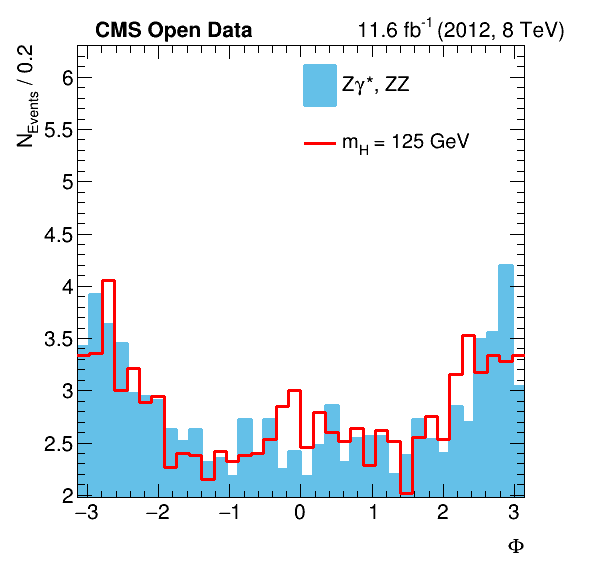 CMS Open Data 11.6 fb-1 (2012, 8 TeV)
NEvents / 0.2
6
5.5
5
4.5
4
3.5
3
2.5
2
Zγ*, ZZ
mH = 125 GeV
−3 −2 −1 0 1 2 3
Φ